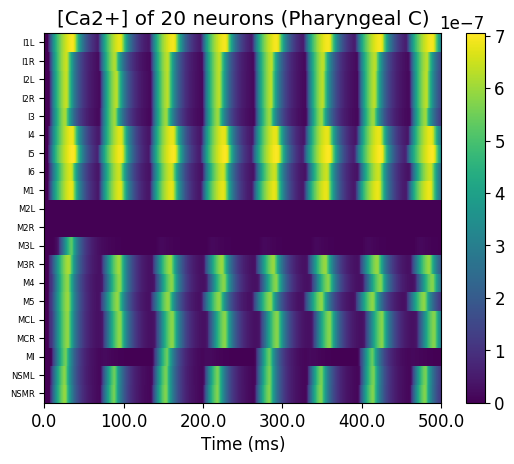 [Ca2+] of 20 neurons (Pharyngeal C)
1e−7
I1L
I1R
I2L
I2R
I3
I4
I5
I6
M1
M2L
M2R
M3L
M3R
M4
M5
MCL
MCR
MI
NSML
NSMR
7
6
5
4
3
2
1
0
0.0 100.0 200.0 300.0 400.0 500.0
Time (ms)